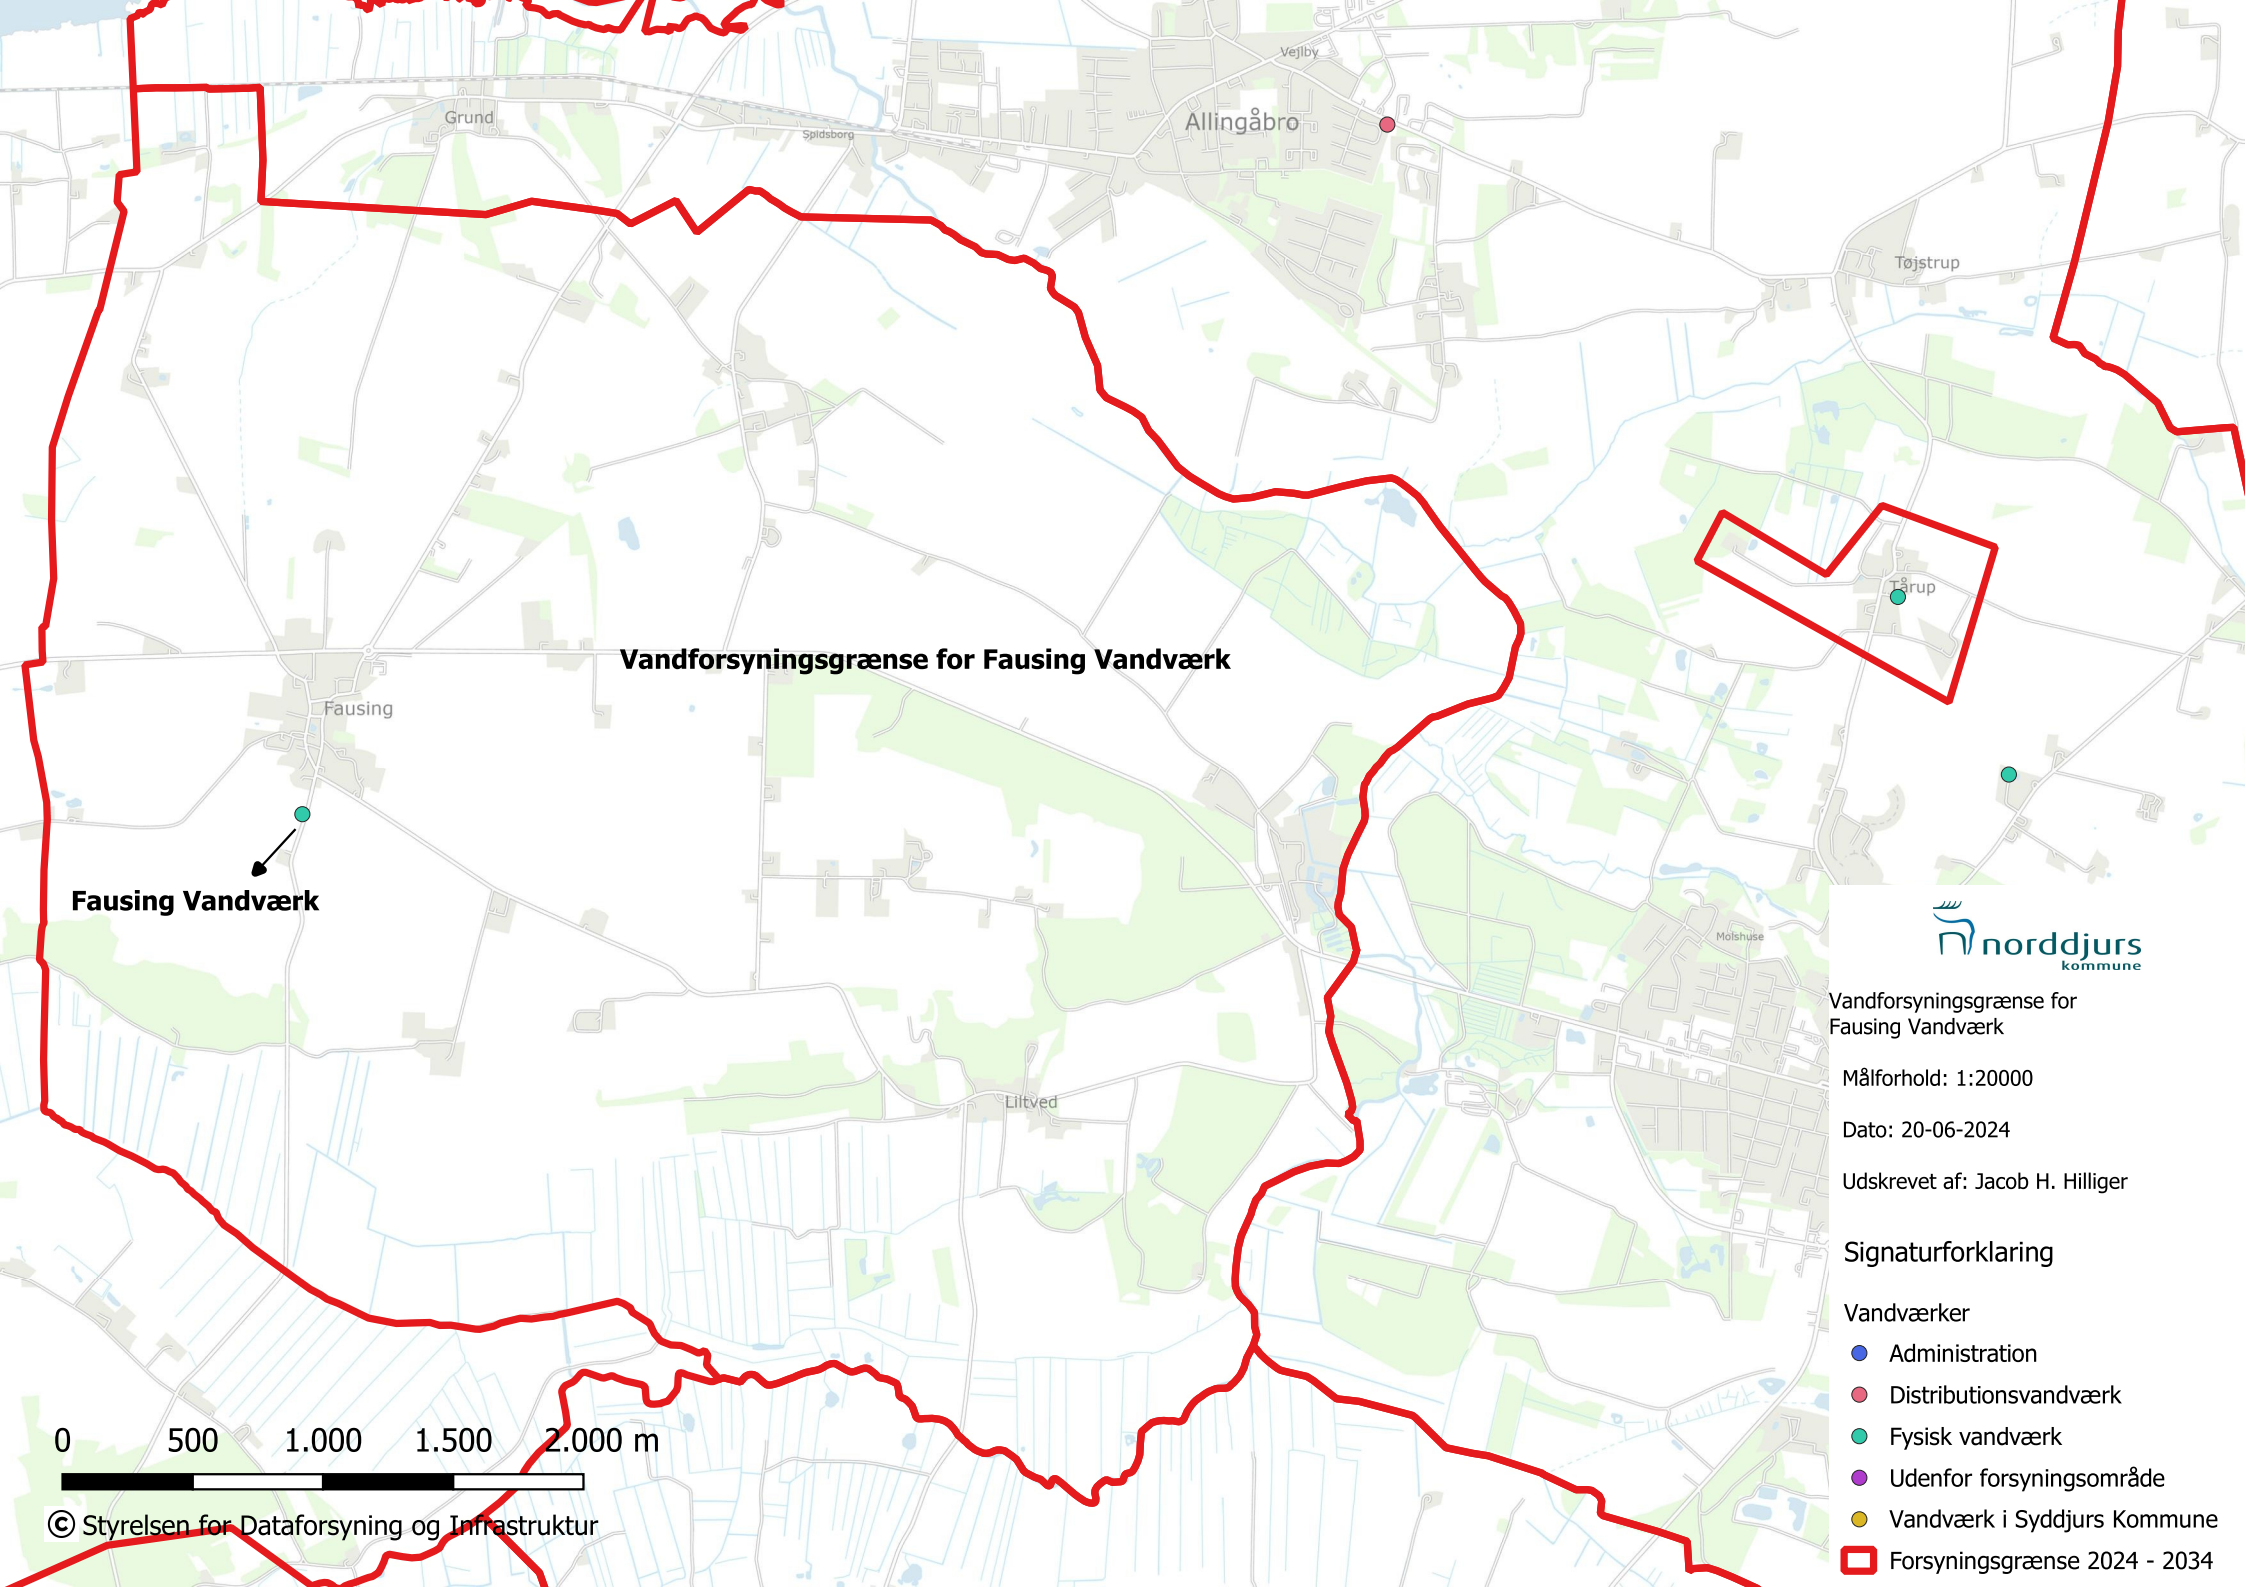 Vejlby
Grund
Allingåbro
Spidsborg
Tøjstrup
Tårup
Vandforsyningsgrænse for Fausing Vandværk
Fausing
Fausing Vandværk
Molshuse
norddjurs
kommune
Vandforsyningsgrænse for
Fausing Vandværk
Målforhold: 1:20000
Liltved
Dato: 20-06-2024
Udskrevet af: Jacob H. Hilliger
Signaturforklaring
Vandværker
Administration
Distributionsvandværk
Fysisk vandværk
Udenfor forsyningsområde
Vandværk i Syddjurs Kommune
Forsyningsgrænse 2024 - 2034
0 500 1.000 1.500 2.000 m
© Styrelsen for Dataforsyning og Infrastruktur